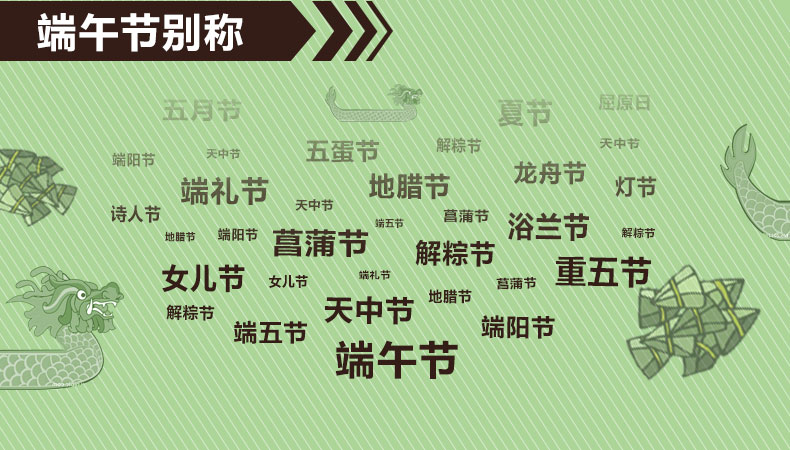 端午节别称
五月节
夏节
屈原日
端阳节
天中节
五蛋节
解粽节
天中节
端礼节
地腊节
龙舟节
灯节
诗人节
天中节
菖蒲节
地腊节
端阳节
菖蒲节
端五节
解粽节
浴兰节
解粽节
女儿节
女儿节
端礼节
地腊节
菖蒲节
重五节
解粽节
端五节
天中节
端阳节
端午节